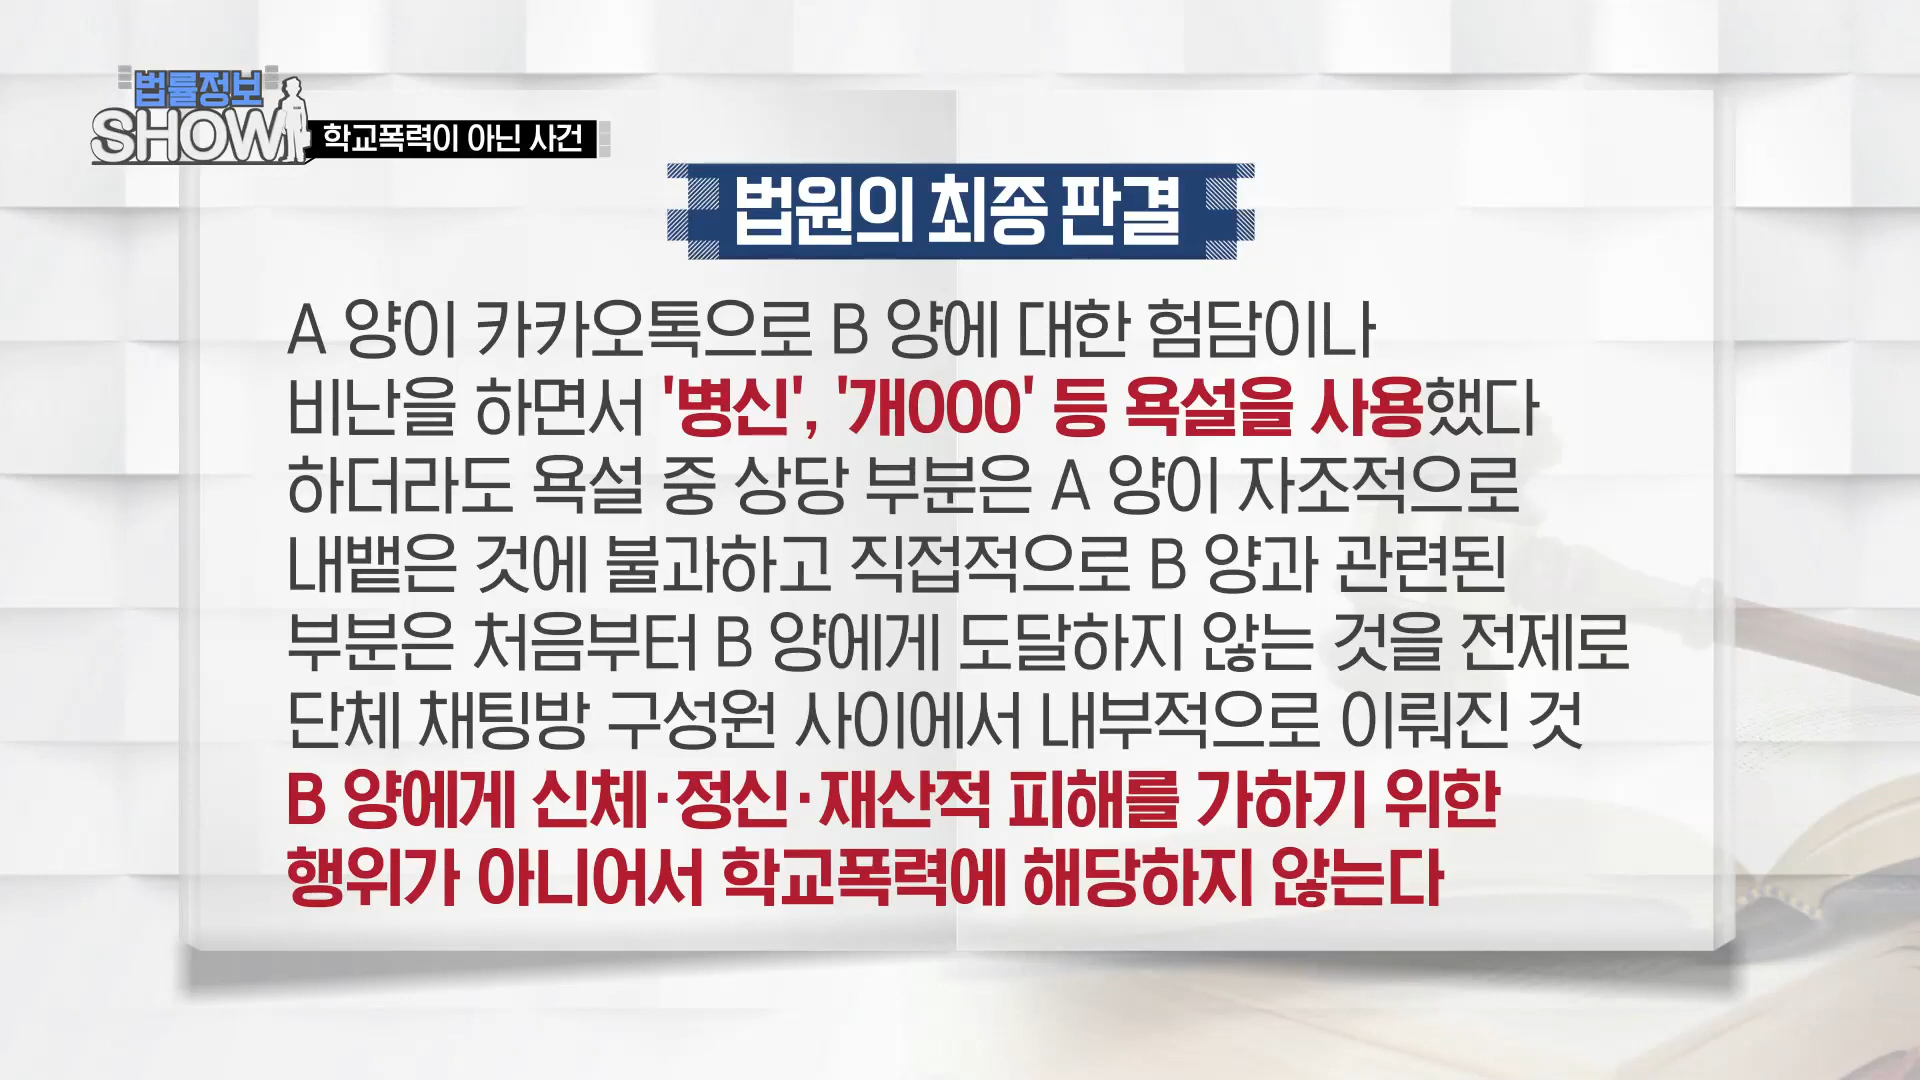 법률정보
SHOW
학교폭력이 아닌 사건
법원의 최종 판결
A 양이 카카오톡으로 B 양에 대한 험담이나
비난을 하면서 '병신', '개OOO' 등 욕설을 사용했다
하더라도 욕설 중 상당 부분은 A 양이 자조적으로
내뱉은 것에 불과하고 직접적으로 B 양과 관련된
부분은 처음부터 B 양에게 도달하지 않는 것을 전제로
단체 채팅방 구성원 사이에서 내부적으로 이뤄진 것
B 양에게 신체·정신·재산적 피해를 가하기 위한
행위가 아니어서 학교폭력에 해당하지 않는다